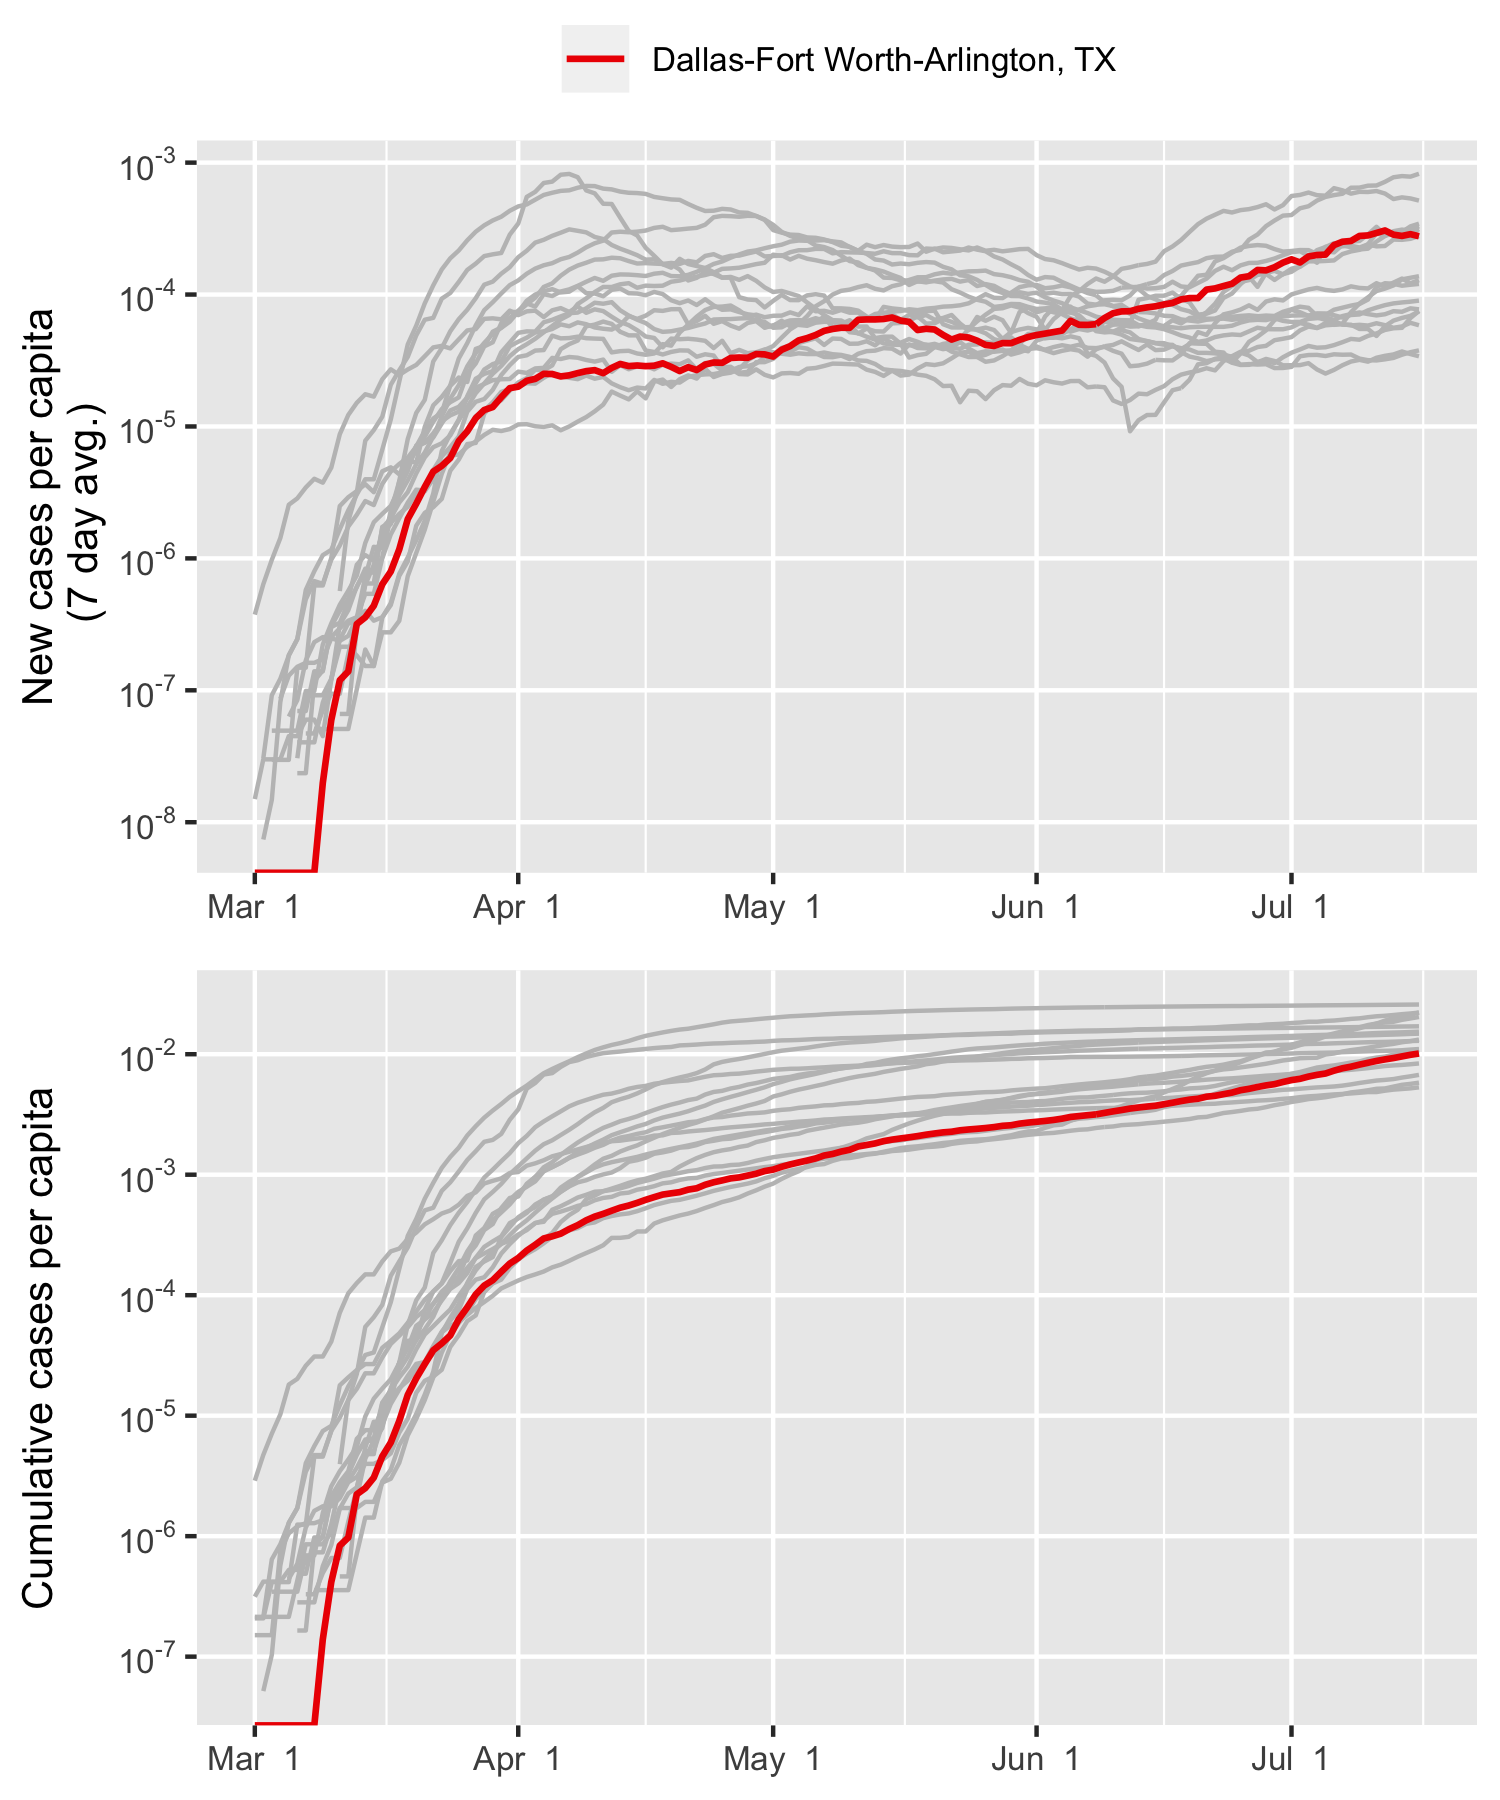 Dallas-Fort Worth-Arlington, TX
New cases per capita
(7 day avg.)
10-3
10-4
10-5
10-6
10-7
10-8
Mar 1 Apr 1 May 1 Jun 1 Jul 1
Cumulative cases per capita
10-2
10-3
10-4
10-5
10-6
10-7
Mar 1 Apr 1 May 1 Jun 1 Jul 1